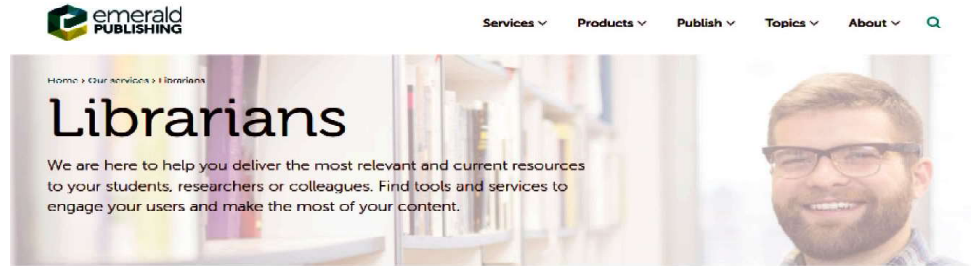 emerald
PUBLISHING
Services Products Publish Topics About
Home › Our services › Librarians
Librarians
We are here to help you deliver the most relevant and current resources
to your students, researchers or colleagues. Find tools and services to
engage your users and make the most of your content.